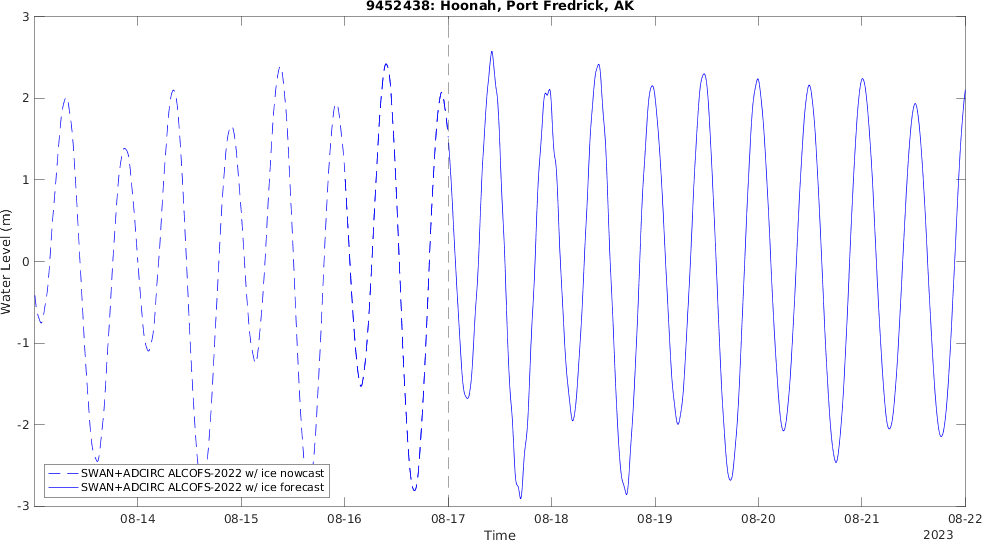 9452438: Hoonah, Port Fredrick, AK
3
2
1
0
-1
-2
-3
Water Level (m)
SWAN+ADCIRC ALCOFS-2022 w/ ice nowcast
SWAN+ADCIRC ALCOFS-2022 w/ ice forecast
08-14 08-15 08-16 08-17 08-18 08-19 08-20 08-21 08-22
Time
2023